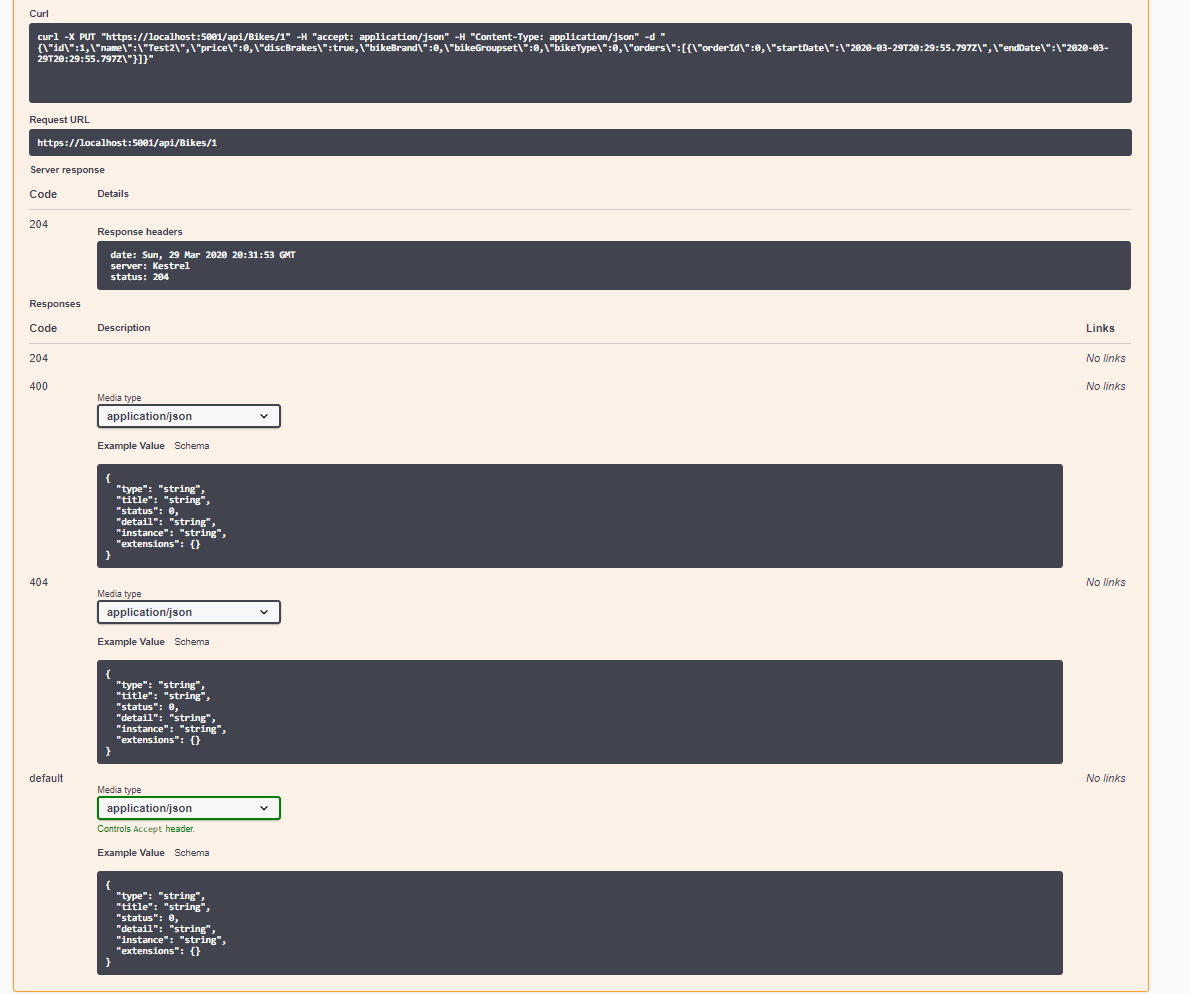 Curl
curl -X PUT "https://localhost:5001/api/Bikes/1" -H "accept: application/json" -H "Content-Type: application/json" -d "
{\"id\":1,\"name\":\"Test2\",\"price\":0,\"discBrakes\":true,\"bikeBrand\":0,\"bikeGroupset\":0,\"bikeType\":0,\"orders\":[{\"orderId\":0,\"startDate\":\"2020-03-29T20:29:55.797Z\",\"endDate\":\"2020-03-
29T20:29:55.797Z\"}]}"
Request URL
https://localhost:5001/api/Bikes/1
Server response
Code Details
204
Response headers
date: Sun, 29 Mar 2020 20:31:53 GMT
server: Kestrel
status: 204
Responses
Code Description Links
204 No links
400 No links
Media type
application/json
Example Value Schema
{
"type": "string",
"title": "string",
"status": 0,
"detail": "string",
"instance": "string",
"extensions": {}
}
404 No links
Media type
application/json
Example Value Schema
{
"type": "string",
"title": "string",
"status": 0,
"detail": "string",
"instance": "string",
"extensions": {}
}
default No links
Media type
application/json
Controls Accept header.
Example Value Schema
{
"type": "string",
"title": "string",
"status": 0,
"detail": "string",
"instance": "string",
"extensions": {}
}